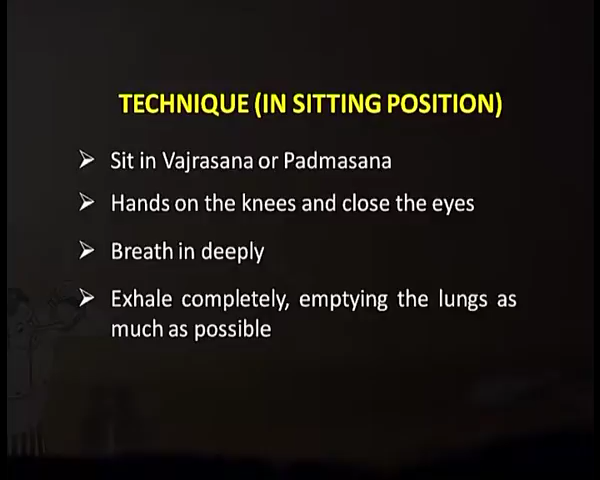 TECHNIQUE (IN SITTING POSITION)
➢ Sit in Vajrasana or Padmasana
➢ Hands on the knees and close the eyes
➢ Breath in deeply
➢ Exhale completely, emptying the lungs as
much as possible